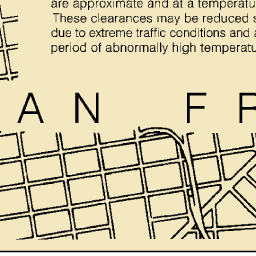 are approximate and at a temperatu
These clearances may be reduced s
due to extreme traffic conditions and a
period of abnormally high temperatu
AN FR